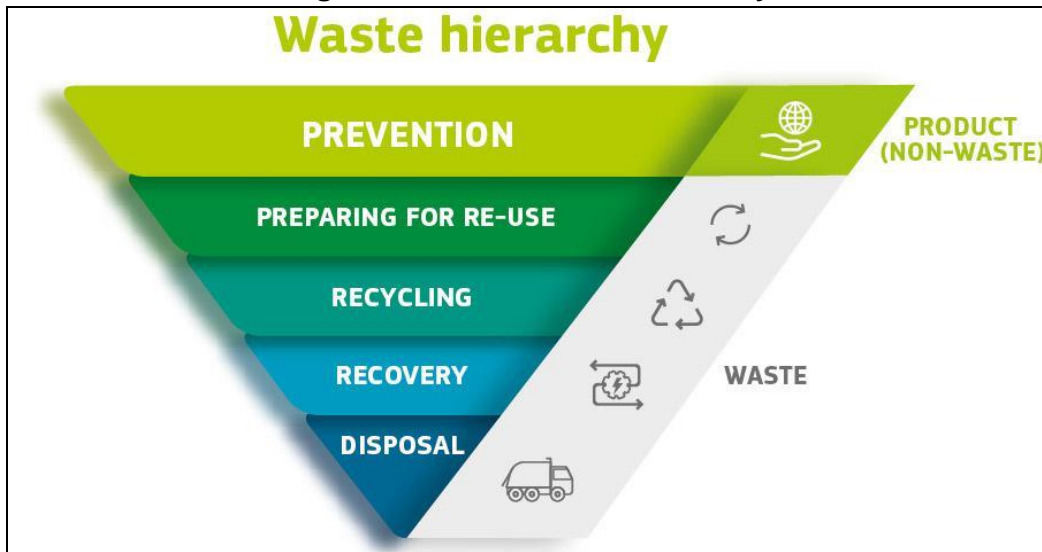 Waste hierarchy
PREVENTION
PRODUCT
(NON-WASTE)
PREPARING FOR RE-USE
RECYCLING
RECOVERY
WASTE
DISPOSAL